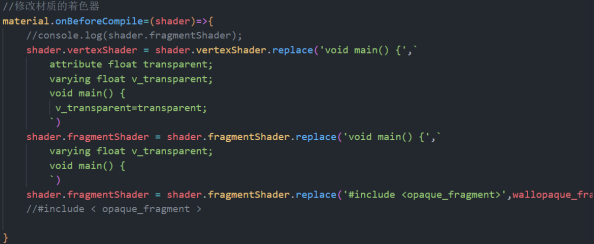 //修改材质的着色器
material.onBeforeCompile=(shader)=>{
//console.log(shader.fragmentShader);
shader.vertexShader = shader.vertexShader.replace('void main() {',`
attribute float transparent;
varying float v_transparent;
void main() {
v_transparent=transparent;
`)
shader.fragmentShader = shader.fragmentShader.replace('void main() {',`
varying float v_transparent;
void main() {
`)
shader.fragmentShader = shader.fragmentShader.replace('#include <opaque_fragment>',wallopaque_fra
//#include < opaque_fragment >
}